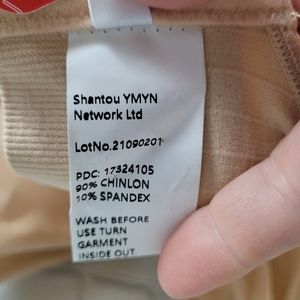 Shantou YMYN
Network Ltd
LotNo.21090201
PDC: 17324105
90% CHINLON
10% SPANDEX
WASH BEFORE
USE TURN
GARMENT
INSIDE OUT.